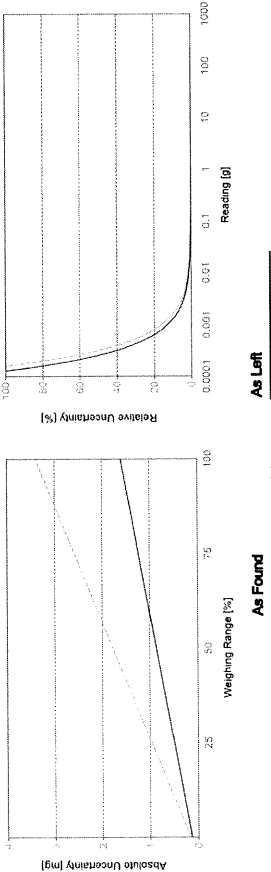 Absolute Uncertainty [mg]
4
3
2
1
0
25 50 75 100
Weighing Range [%]
As Found
Relative Uncertainty [%]
100
80
60
40
20
0
0.0001 0.001 0.01 0.1 1 10 100 1000
Reading [g]
As Left